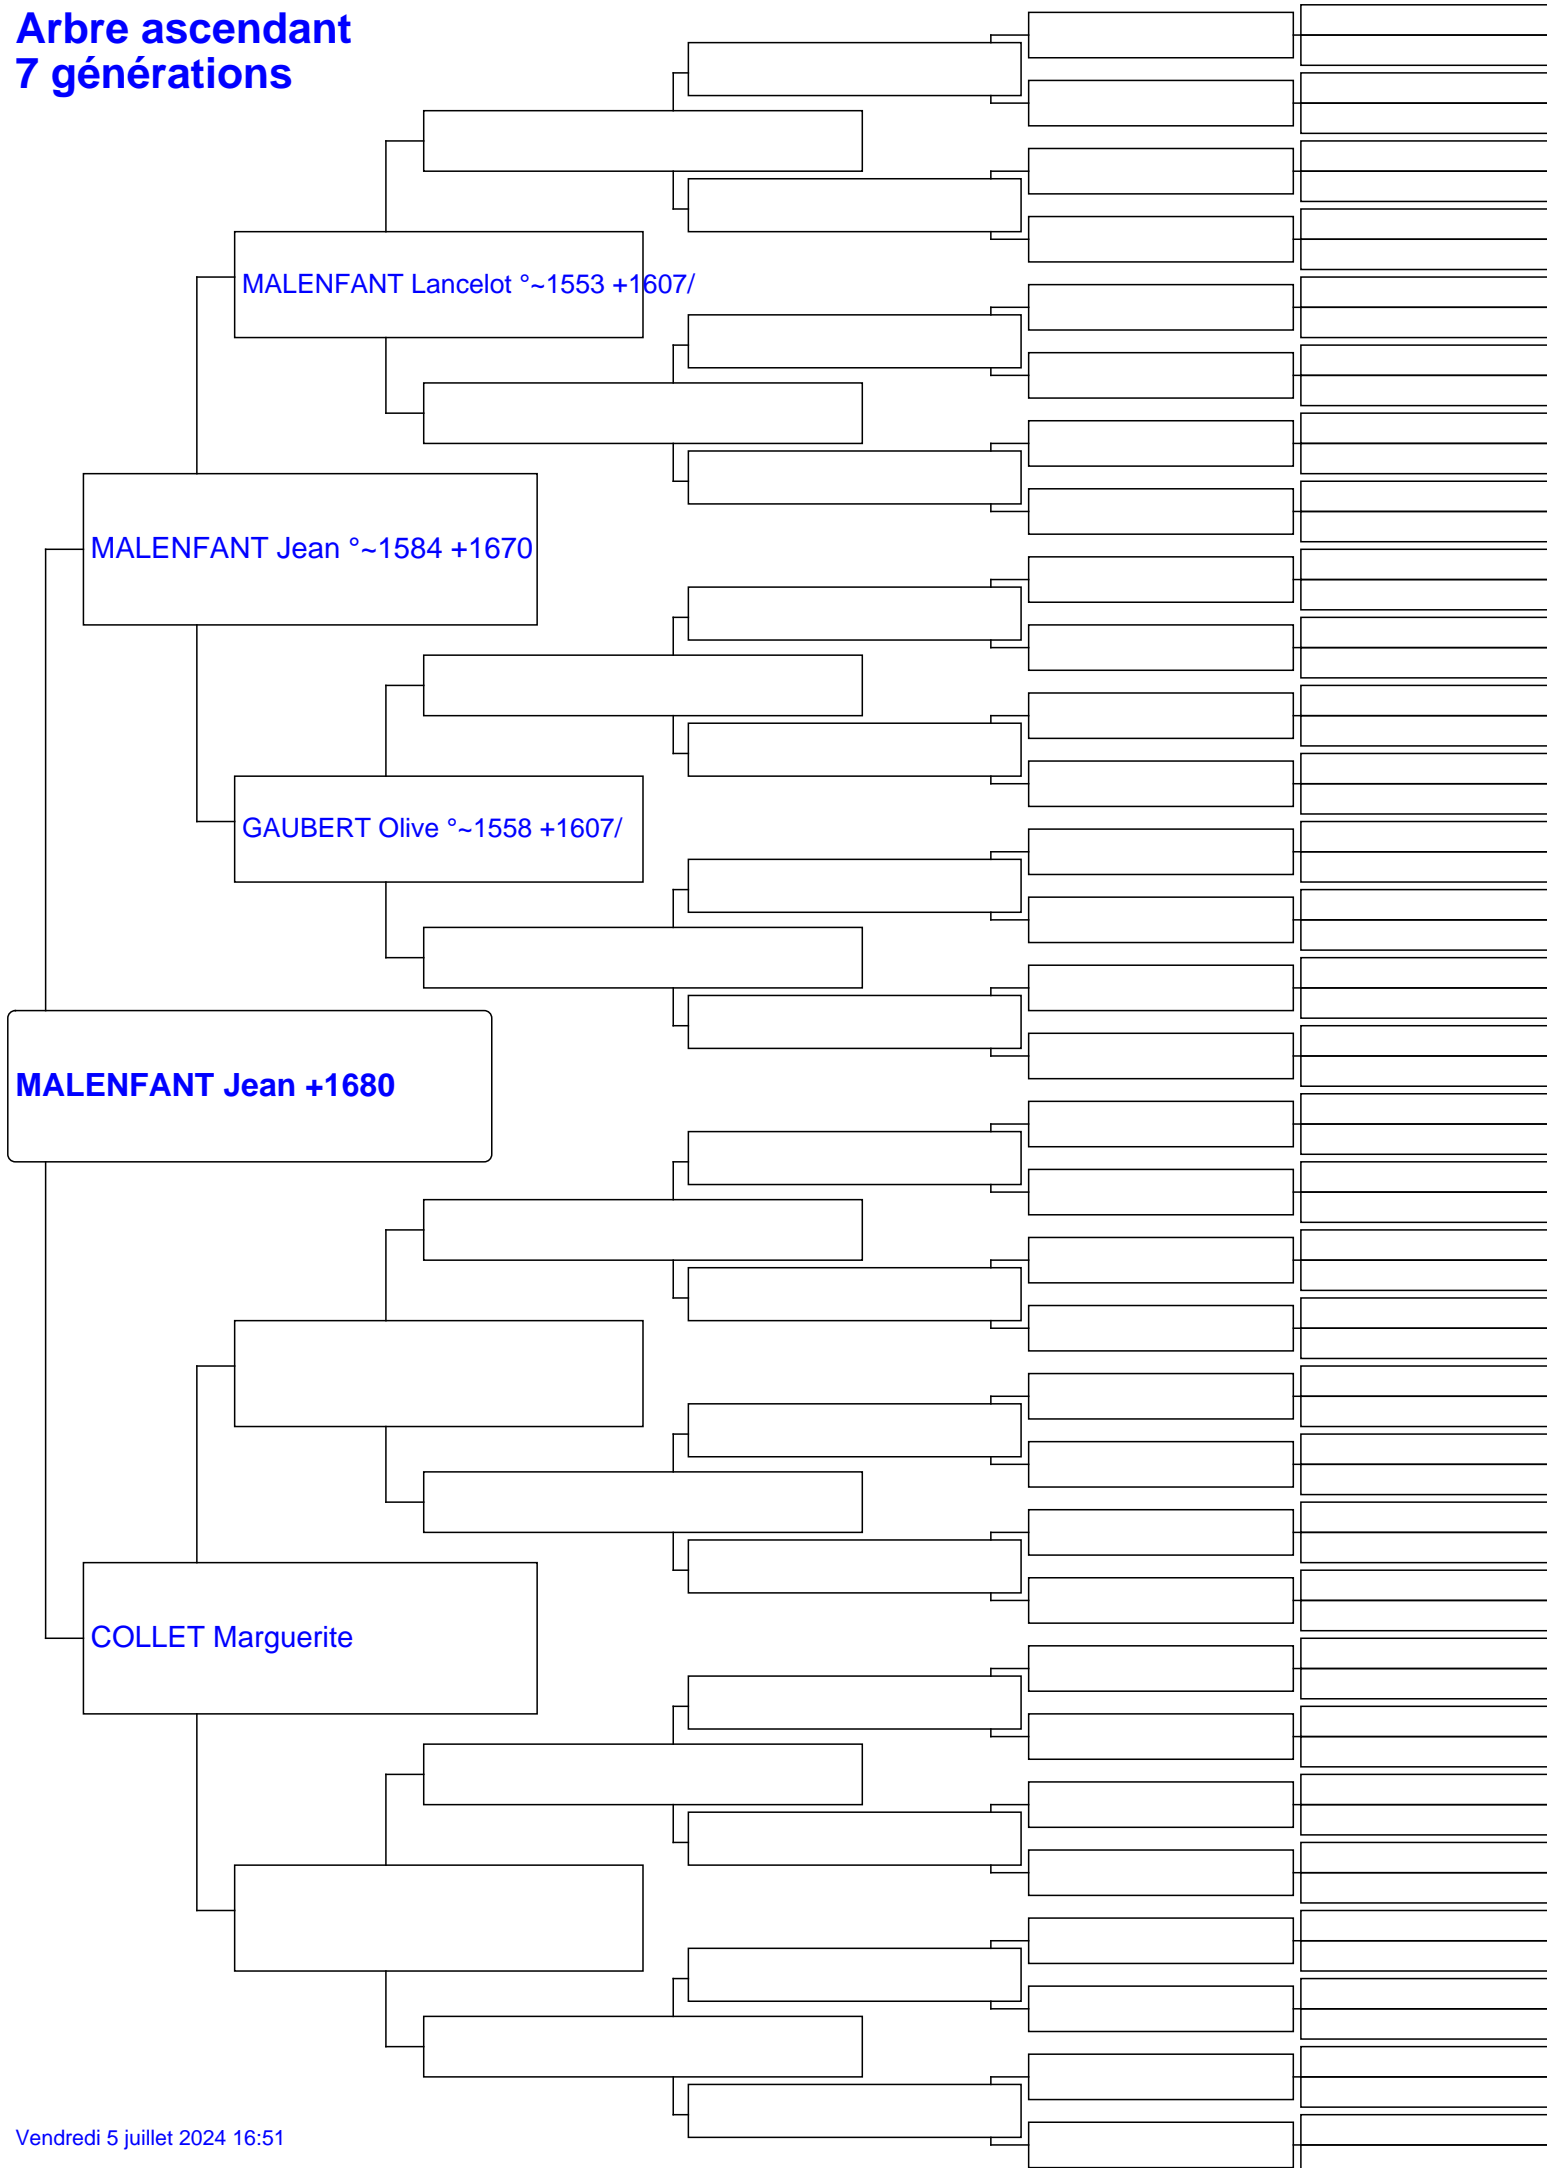 Arbre ascendant
7 générations
MALENFANT Lancelot °~1553 +1607/
MALENFANT Jean °~1584 +1670
GAUBERT Olive °~1558 +1607/
MALENFANT Jean +1680
COLLET Marguerite
Vendredi 5 juillet 2024 16:51